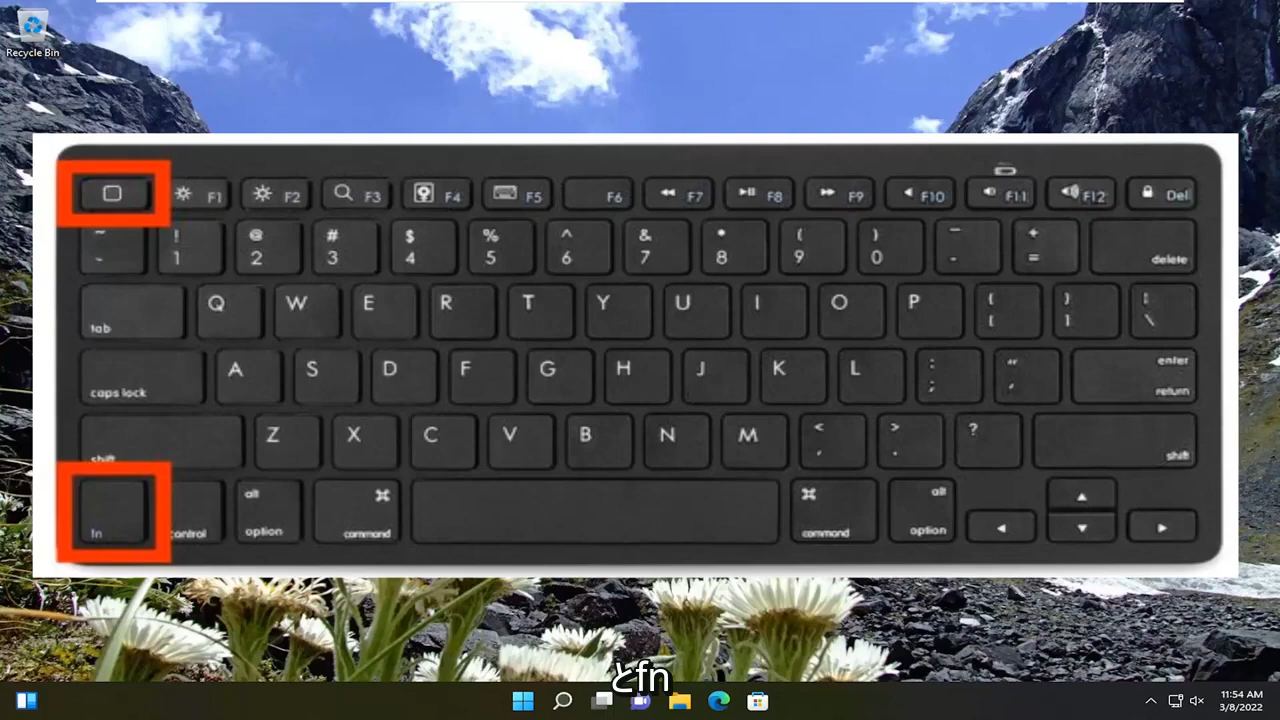 Recycle Bin
F1 F2 F3 F4 F5 F6 F7 F8 F9 F10 F11 F12 Del
~ ! @ # $ % ^ & * ( ) - +
1 2 3 4 5 6 7 8 9 0 - = delete
tab Q W E R T Y U I O P
caps lock A S D F G H J K L : ; enter return
shift Z X C V B N M < , > . ? shift
fn control alt option command command alt option
とfn
11:54 AM
3/8/2022